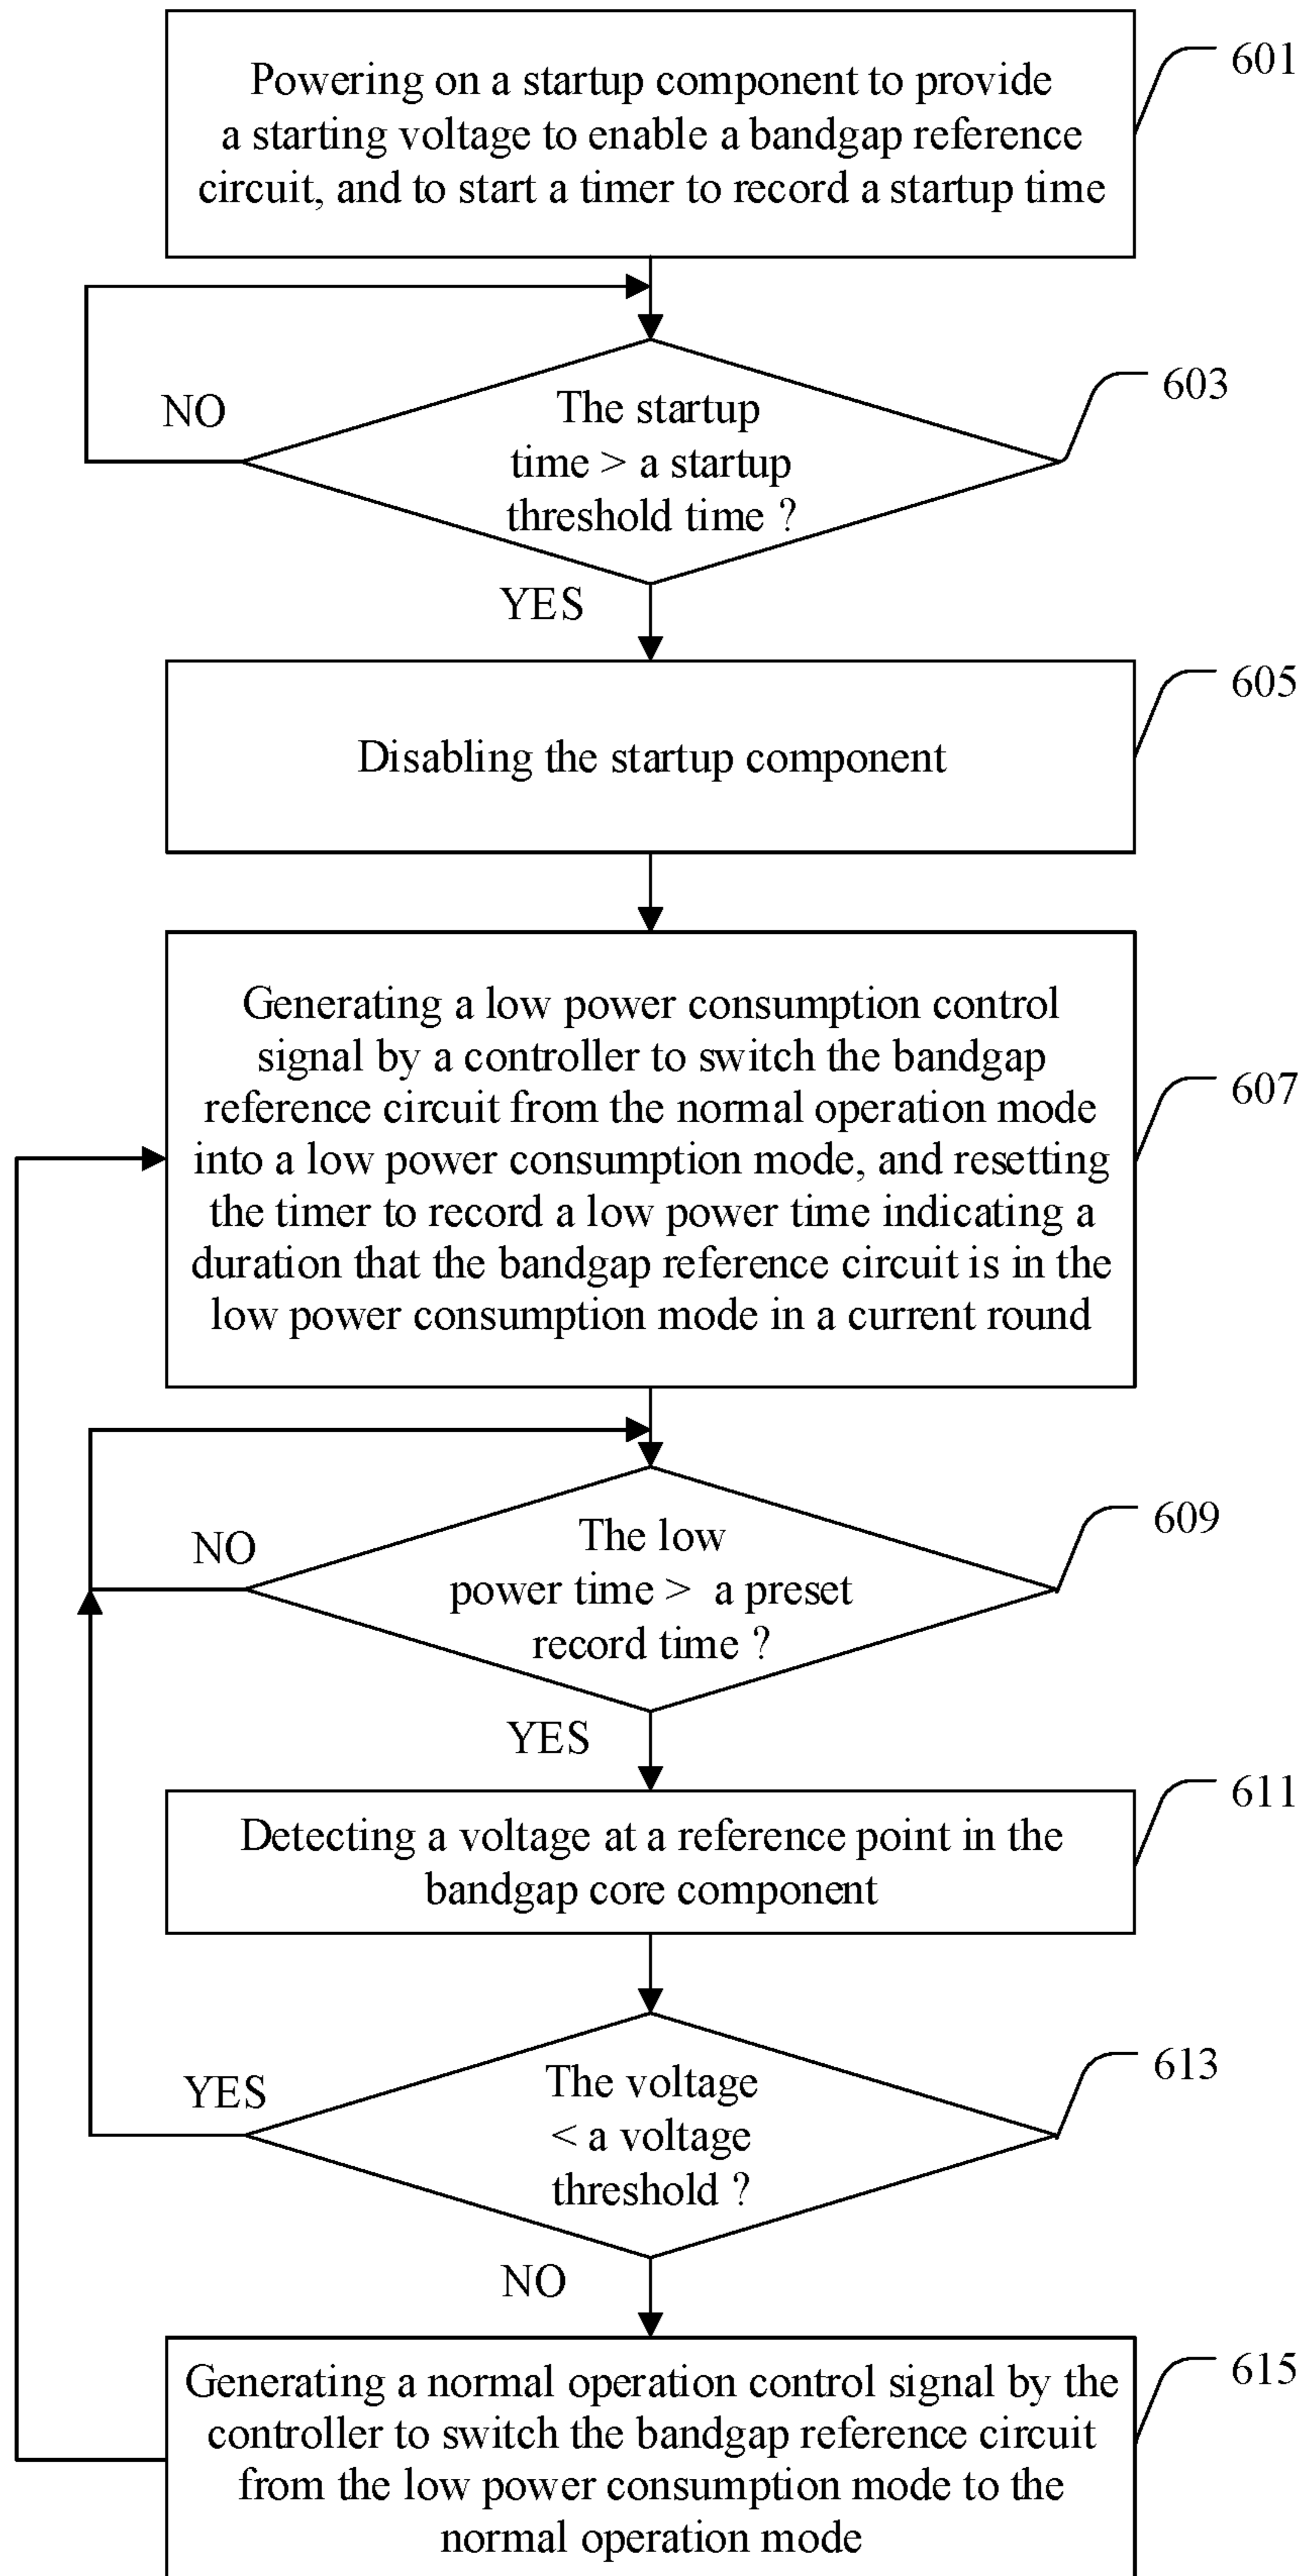 Powering on a startup component to provide
a starting voltage to enable a bandgap reference
circuit, and to start a timer to record a startup time
601
The startup
time > a startup
threshold time ?
603
NO
YES
Disabling the startup component
605
Generating a low power consumption control
signal by a controller to switch the bandgap
reference circuit from the normal operation mode
into a low power consumption mode, and resetting
the timer to record a low power time indicating a
duration that the bandgap reference circuit is in the
low power consumption mode in a current round
607
The low
power time > a preset
record time ?
609
NO
YES
Detecting a voltage at a reference point in the
bandgap core component
611
The voltage
< a voltage
threshold ?
613
YES
NO
Generating a normal operation control signal by the
controller to switch the bandgap reference circuit
from the low power consumption mode to the
normal operation mode
615